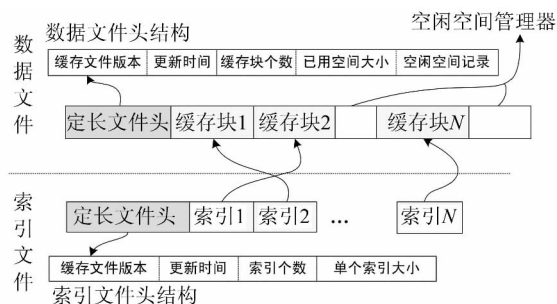 空闲空间管理器
数据文件
数据文件头结构
缓存文件版本 更新时间 缓存块个数 已用空间大小 空闲空间记录
定长文件头 缓存块1 缓存块2 缓存块N
索引文件
定长文件头 索引1 索引2 ... 索引N
缓存文件版本 更新时间 索引个数 单个索引大小
索引文件头结构